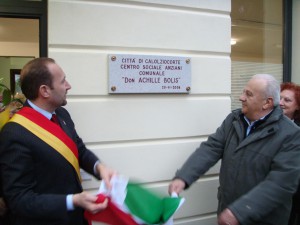 CITTÀ DI CALOLZIOCORTE
CENTRO SOCIALE ANZIANI
COMUNALE
"DON ACHILLE BOLIS"